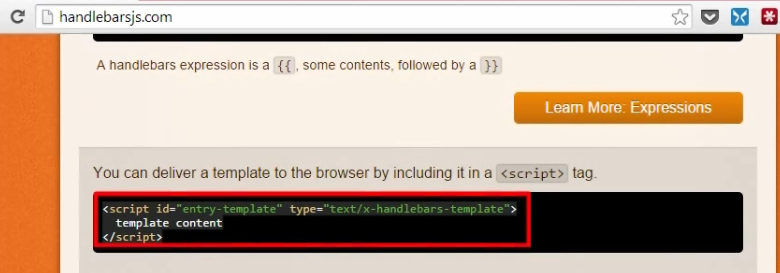 handlebarsjs.com
A handlebars expression is a {{, some contents, followed by a }}
Learn More: Expressions
You can deliver a template to the browser by including it in a <script> tag.
<script id="entry-template" type="text/x-handlebars-template">
template content
</script>